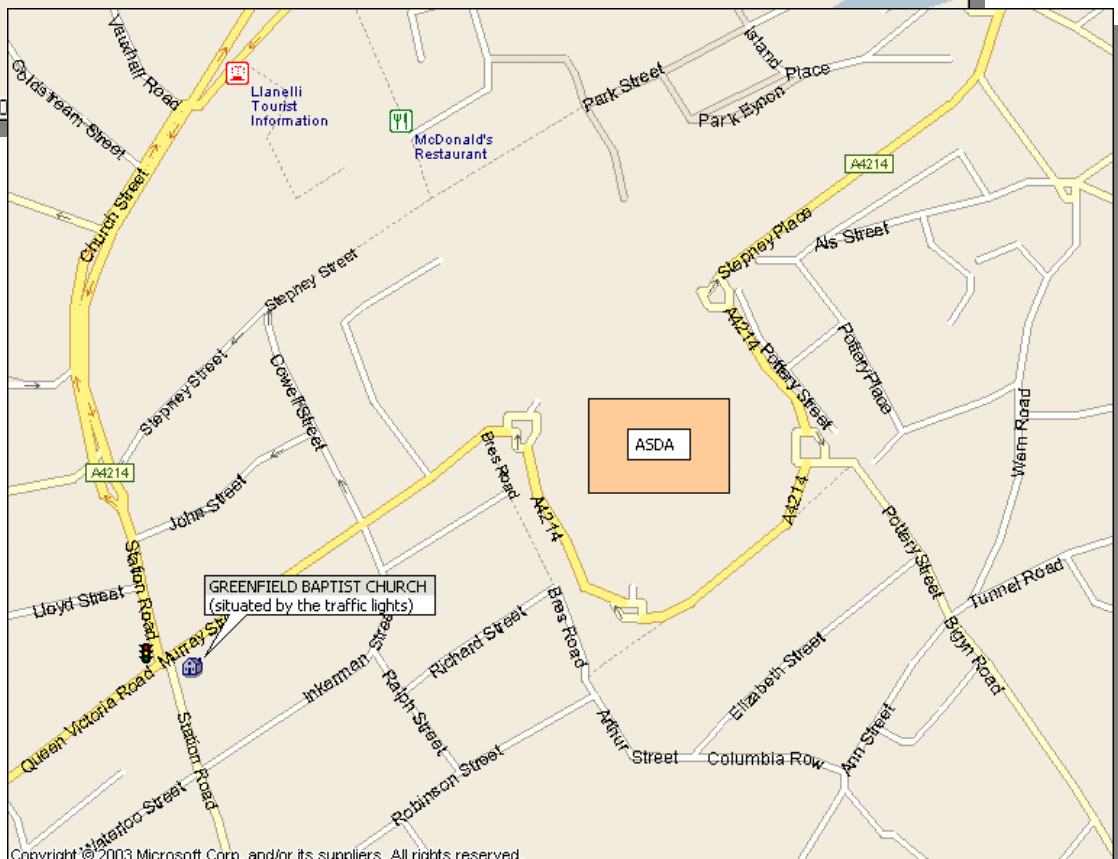 Vauxhall Road
Coldstream Street
Llanelli
Tourist
Information
McDonald's
Restaurant
Park Street
Island
Place
Park Eynon
A4214
Church Street
Stepney Street
Stepney Place
Als Street
A4214
Pottery Street
Pottery Place
Wern Road
Cowell Street
Stepney Street
ASDA
Bres Road
A4214
A4214
A4214
John Street
Station Road
Pottery Street
Lloyd Street
GREENFIELD BAPTIST CHURCH
(situated by the traffic lights)
Tunnel Road
Murray
Bres Road
Richard Street
Inkerman Street
Ralph Street
Elizabeth Street
Bigyn Road
Queen Victoria Road
Station Road
Arthur
Street
Columbia Row
Ann Street
Robinson Street
Waterloo Street
Copyright © 2003 Microsoft Corp. and/or its suppliers. All rights reserved.